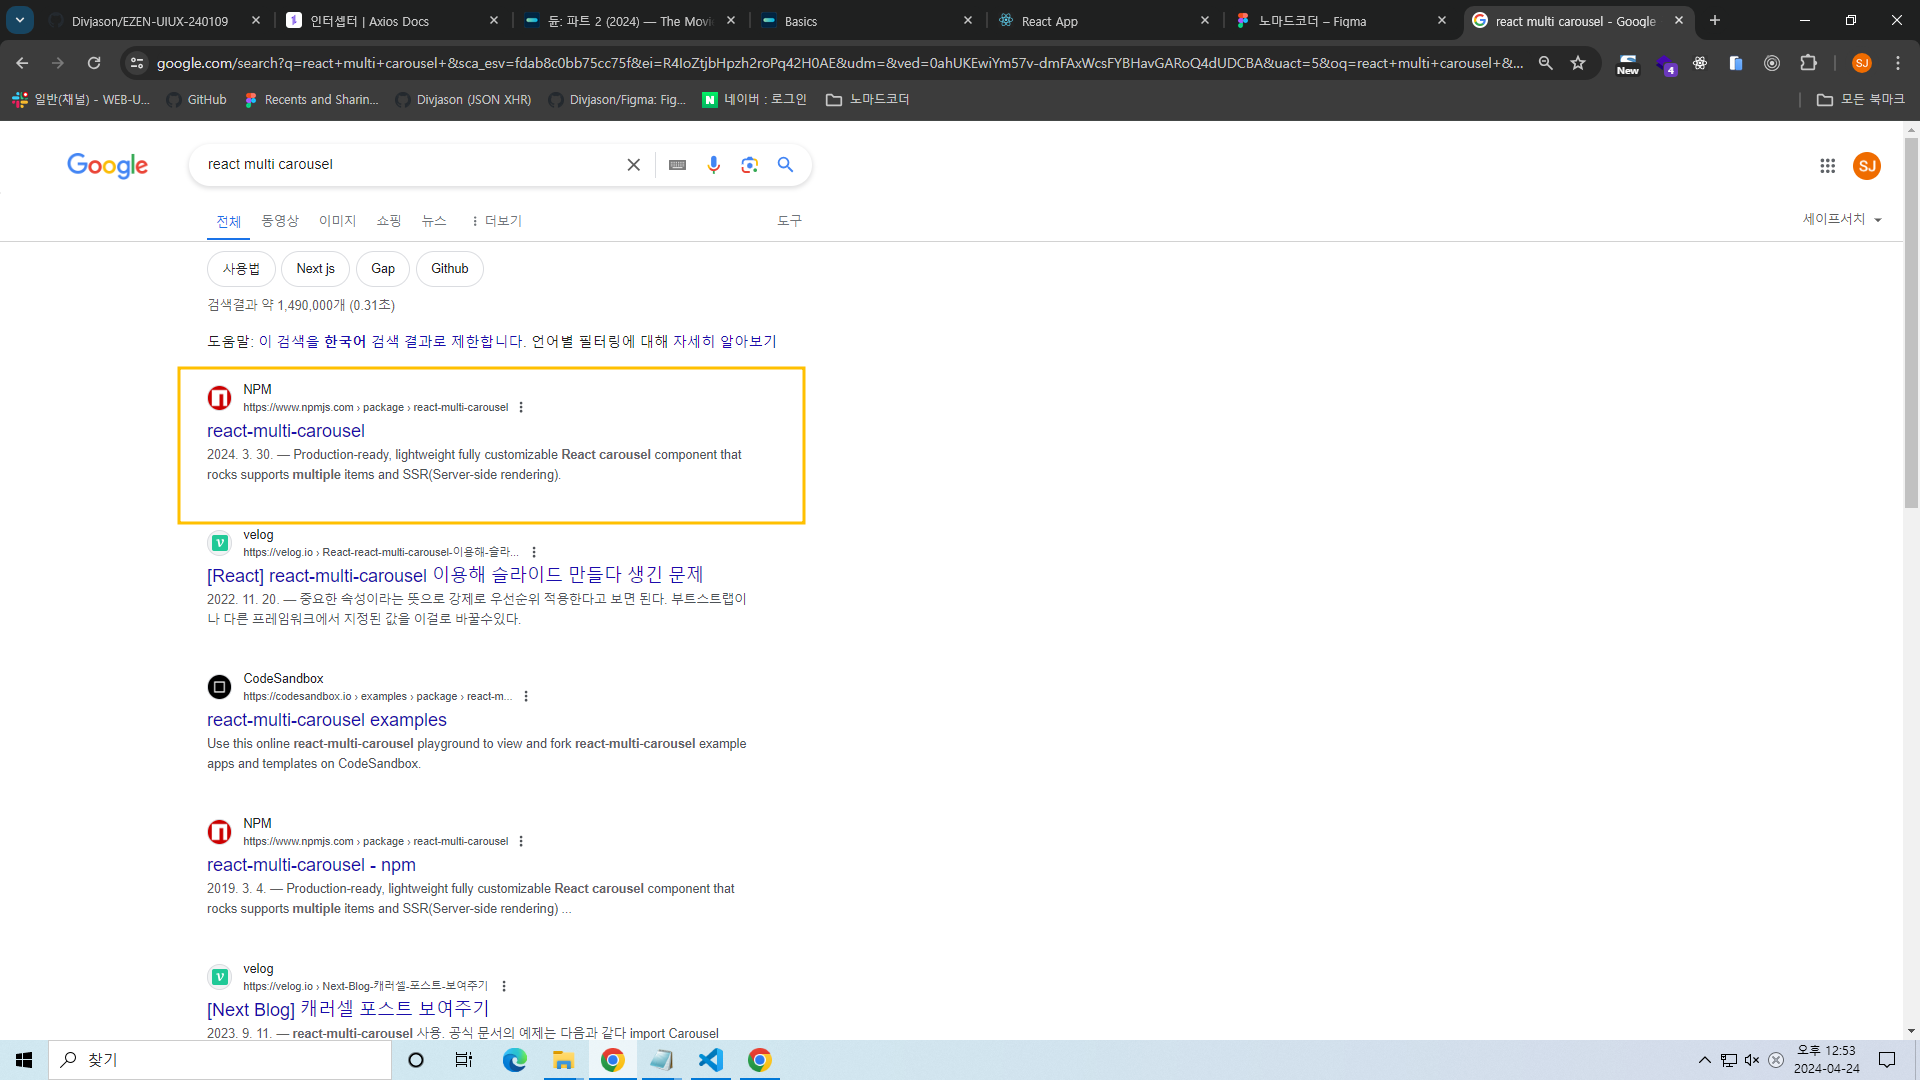 Divjason/EZEN-UIUX-240109
인터셉터 | Axios Docs
듄: 파트 2 (2024) — The Movi
Basics
React App
노마드코더 – Figma
react multi carousel - Google
google.com/search?q=react+multi+carousel+&sca_esv=fdab8c0bb75cc75f&ei=R4IoZtjbHpzh2roPq42H0AE&udm=&ved=0ahUKEwiYm57v-dmFAxWcsFYBHavGARoQ4dUDCBA&uact=5&oq=react+multi+carousel+&...
New
4
SJ
일반(채널) - WEB-U...
GitHub
Recents and Sharin...
Divjason (JSON XHR)
Divjason/Figma: Fig...
네이버 : 로그인
노마드코더
모든 북마크
Google
react multi carousel
SJ
전체
동영상
이미지
쇼핑
뉴스
더보기
도구
세이프서치
사용법
Next js
Gap
Github
검색결과 약 1,490,000개 (0.31초)
도움말: 이 검색을 한국어 검색 결과로 제한합니다. 언어별 필터링에 대해 자세히 알아보기
NPM
https://www.npmjs.com › package › react-multi-carousel
react-multi-carousel
2024. 3. 30. — Production-ready, lightweight fully customizable React carousel component that
rocks supports multiple items and SSR(Server-side rendering).
velog
https://velog.io › React-react-multi-carousel-이용해-슬라...
[React] react-multi-carousel 이용해 슬라이드 만들다 생긴 문제
2022. 11. 20. — 중요한 속성이라는 뜻으로 강제로 우선순위 적용한다고 보면 된다. 부트스트랩이
나 다른 프레임워크에서 지정된 값을 이걸로 바꿀수있다.
CodeSandbox
https://codesandbox.io › examples › package › react-m...
react-multi-carousel examples
Use this online react-multi-carousel playground to view and fork react-multi-carousel example
apps and templates on CodeSandbox.
NPM
https://www.npmjs.com › package › react-multi-carousel
react-multi-carousel - npm
2019. 3. 4. — Production-ready, lightweight fully customizable React carousel component that
rocks supports multiple items and SSR(Server-side rendering) ...
velog
https://velog.io › Next-Blog-캐러셀-포스트-보여주기
[Next Blog] 캐러셀 포스트 보여주기
2023. 9. 11. — react-multi-carousel 사용. 공식 문서의 예제는 다음과 같다 import Carousel
찾기
오후 12:53
2024-04-24